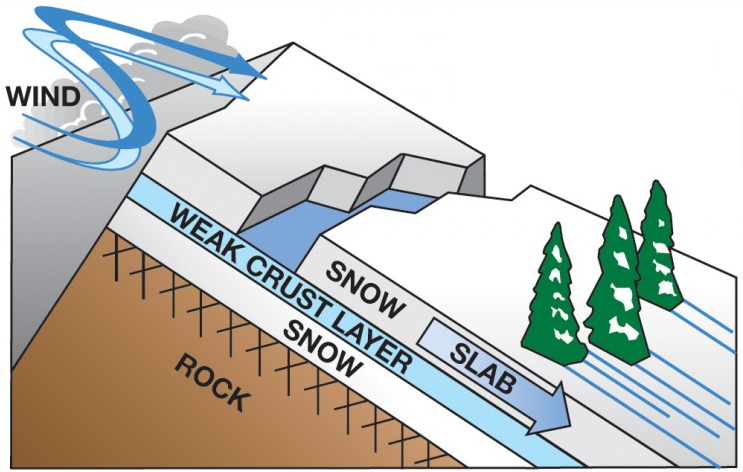 WIND
WEAK CRUST LAYER
SNOW
SLAB
SNOW
ROCK